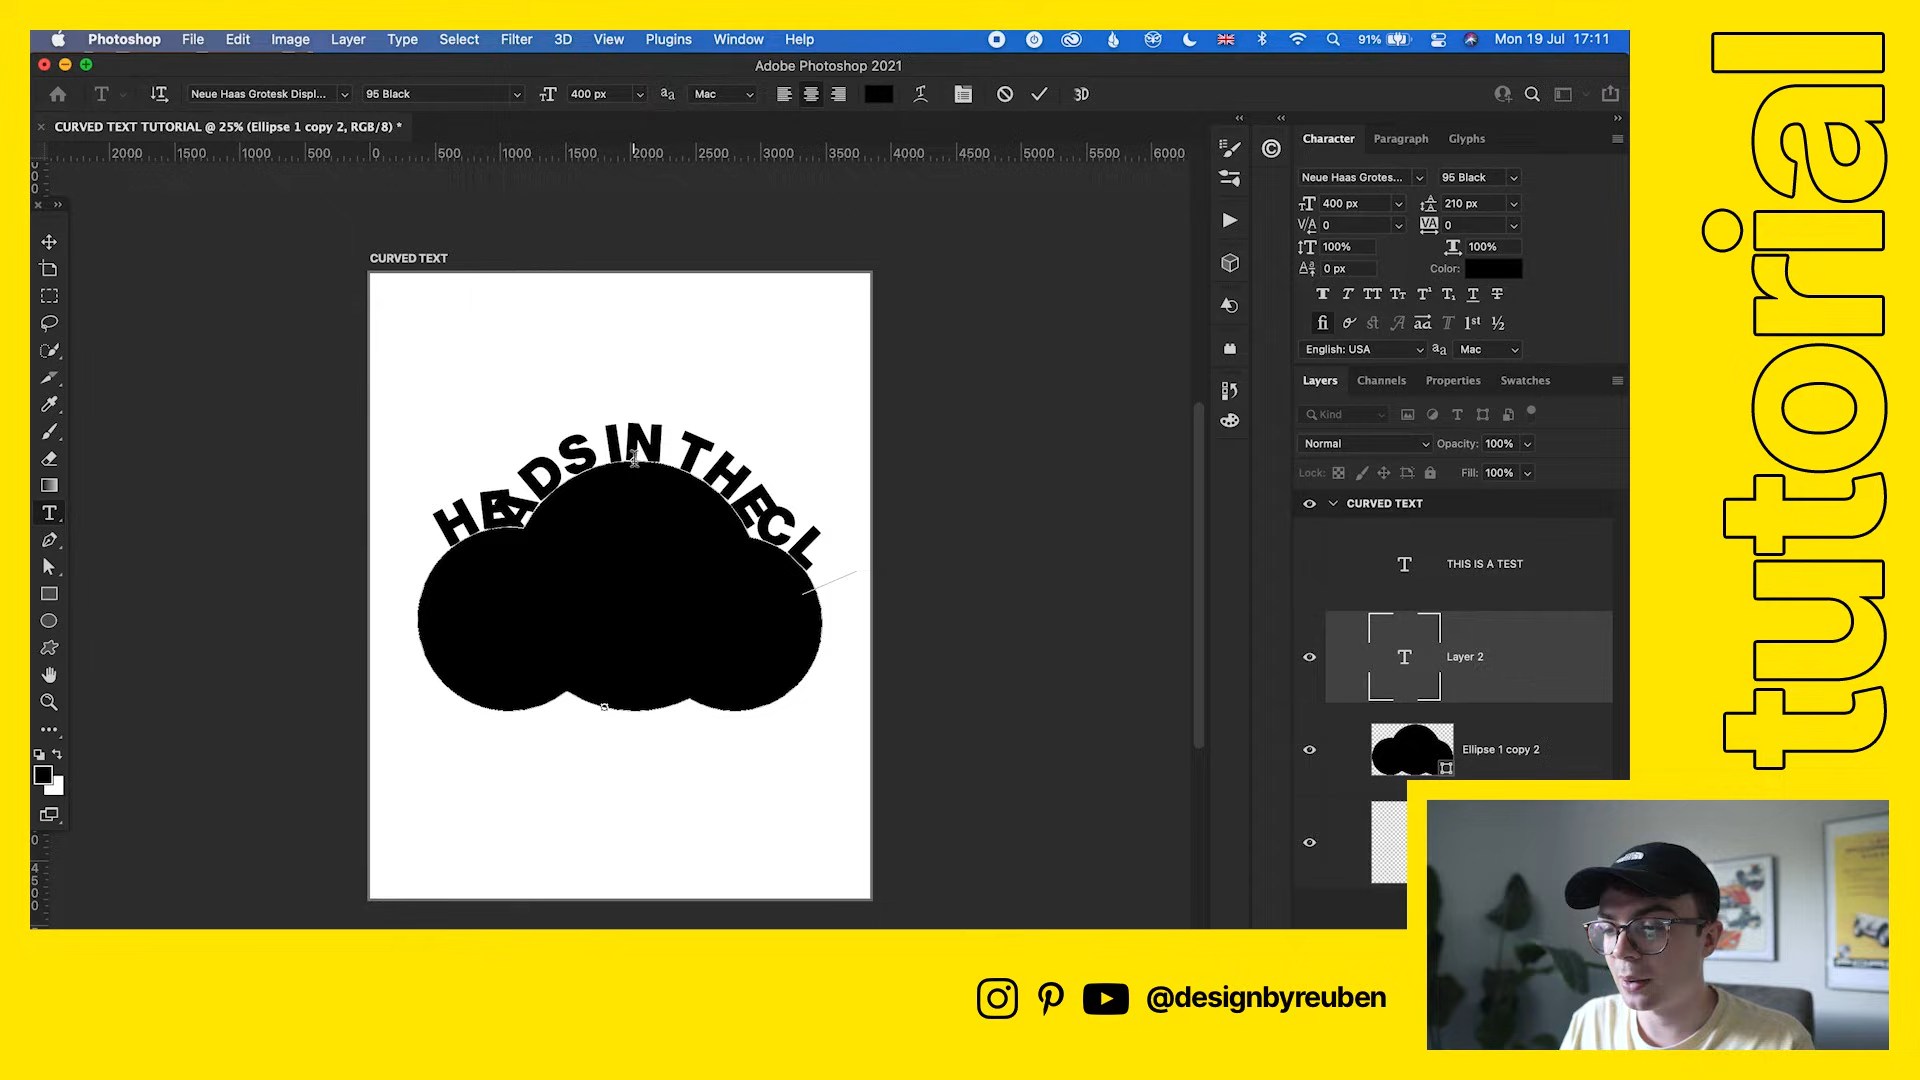 Photoshop File Edit Image Layer Type Select Filter 3D View Plugins Window Help 91% Mon 19 Jul 17:11
Adobe Photoshop 2021
Neue Haas Grotesk Displ... 95 Black 400 px Mac 3D
CURVED TEXT TUTORIAL @ 25% (Ellipse 1 copy 2, RGB/8) *
2000 1500 1000 500 0 500 1000 1500 2000 2500 3000 3500 4000 4500 5000 5500 6000
CURVED TEXT
HEADS IN THE CL
Character Paragraph Glyphs
Neue Haas Grotes... 95 Black
400 px 210 px
0 0
100% 100%
0 px Color:
English: USA Mac
Layers Channels Properties Swatches
Kind
Normal Opacity: 100%
Lock: Fill: 100%
CURVED TEXT
THIS IS A TEST
Layer 2
Ellipse 1 copy 2
tutorial
@designbyreuben